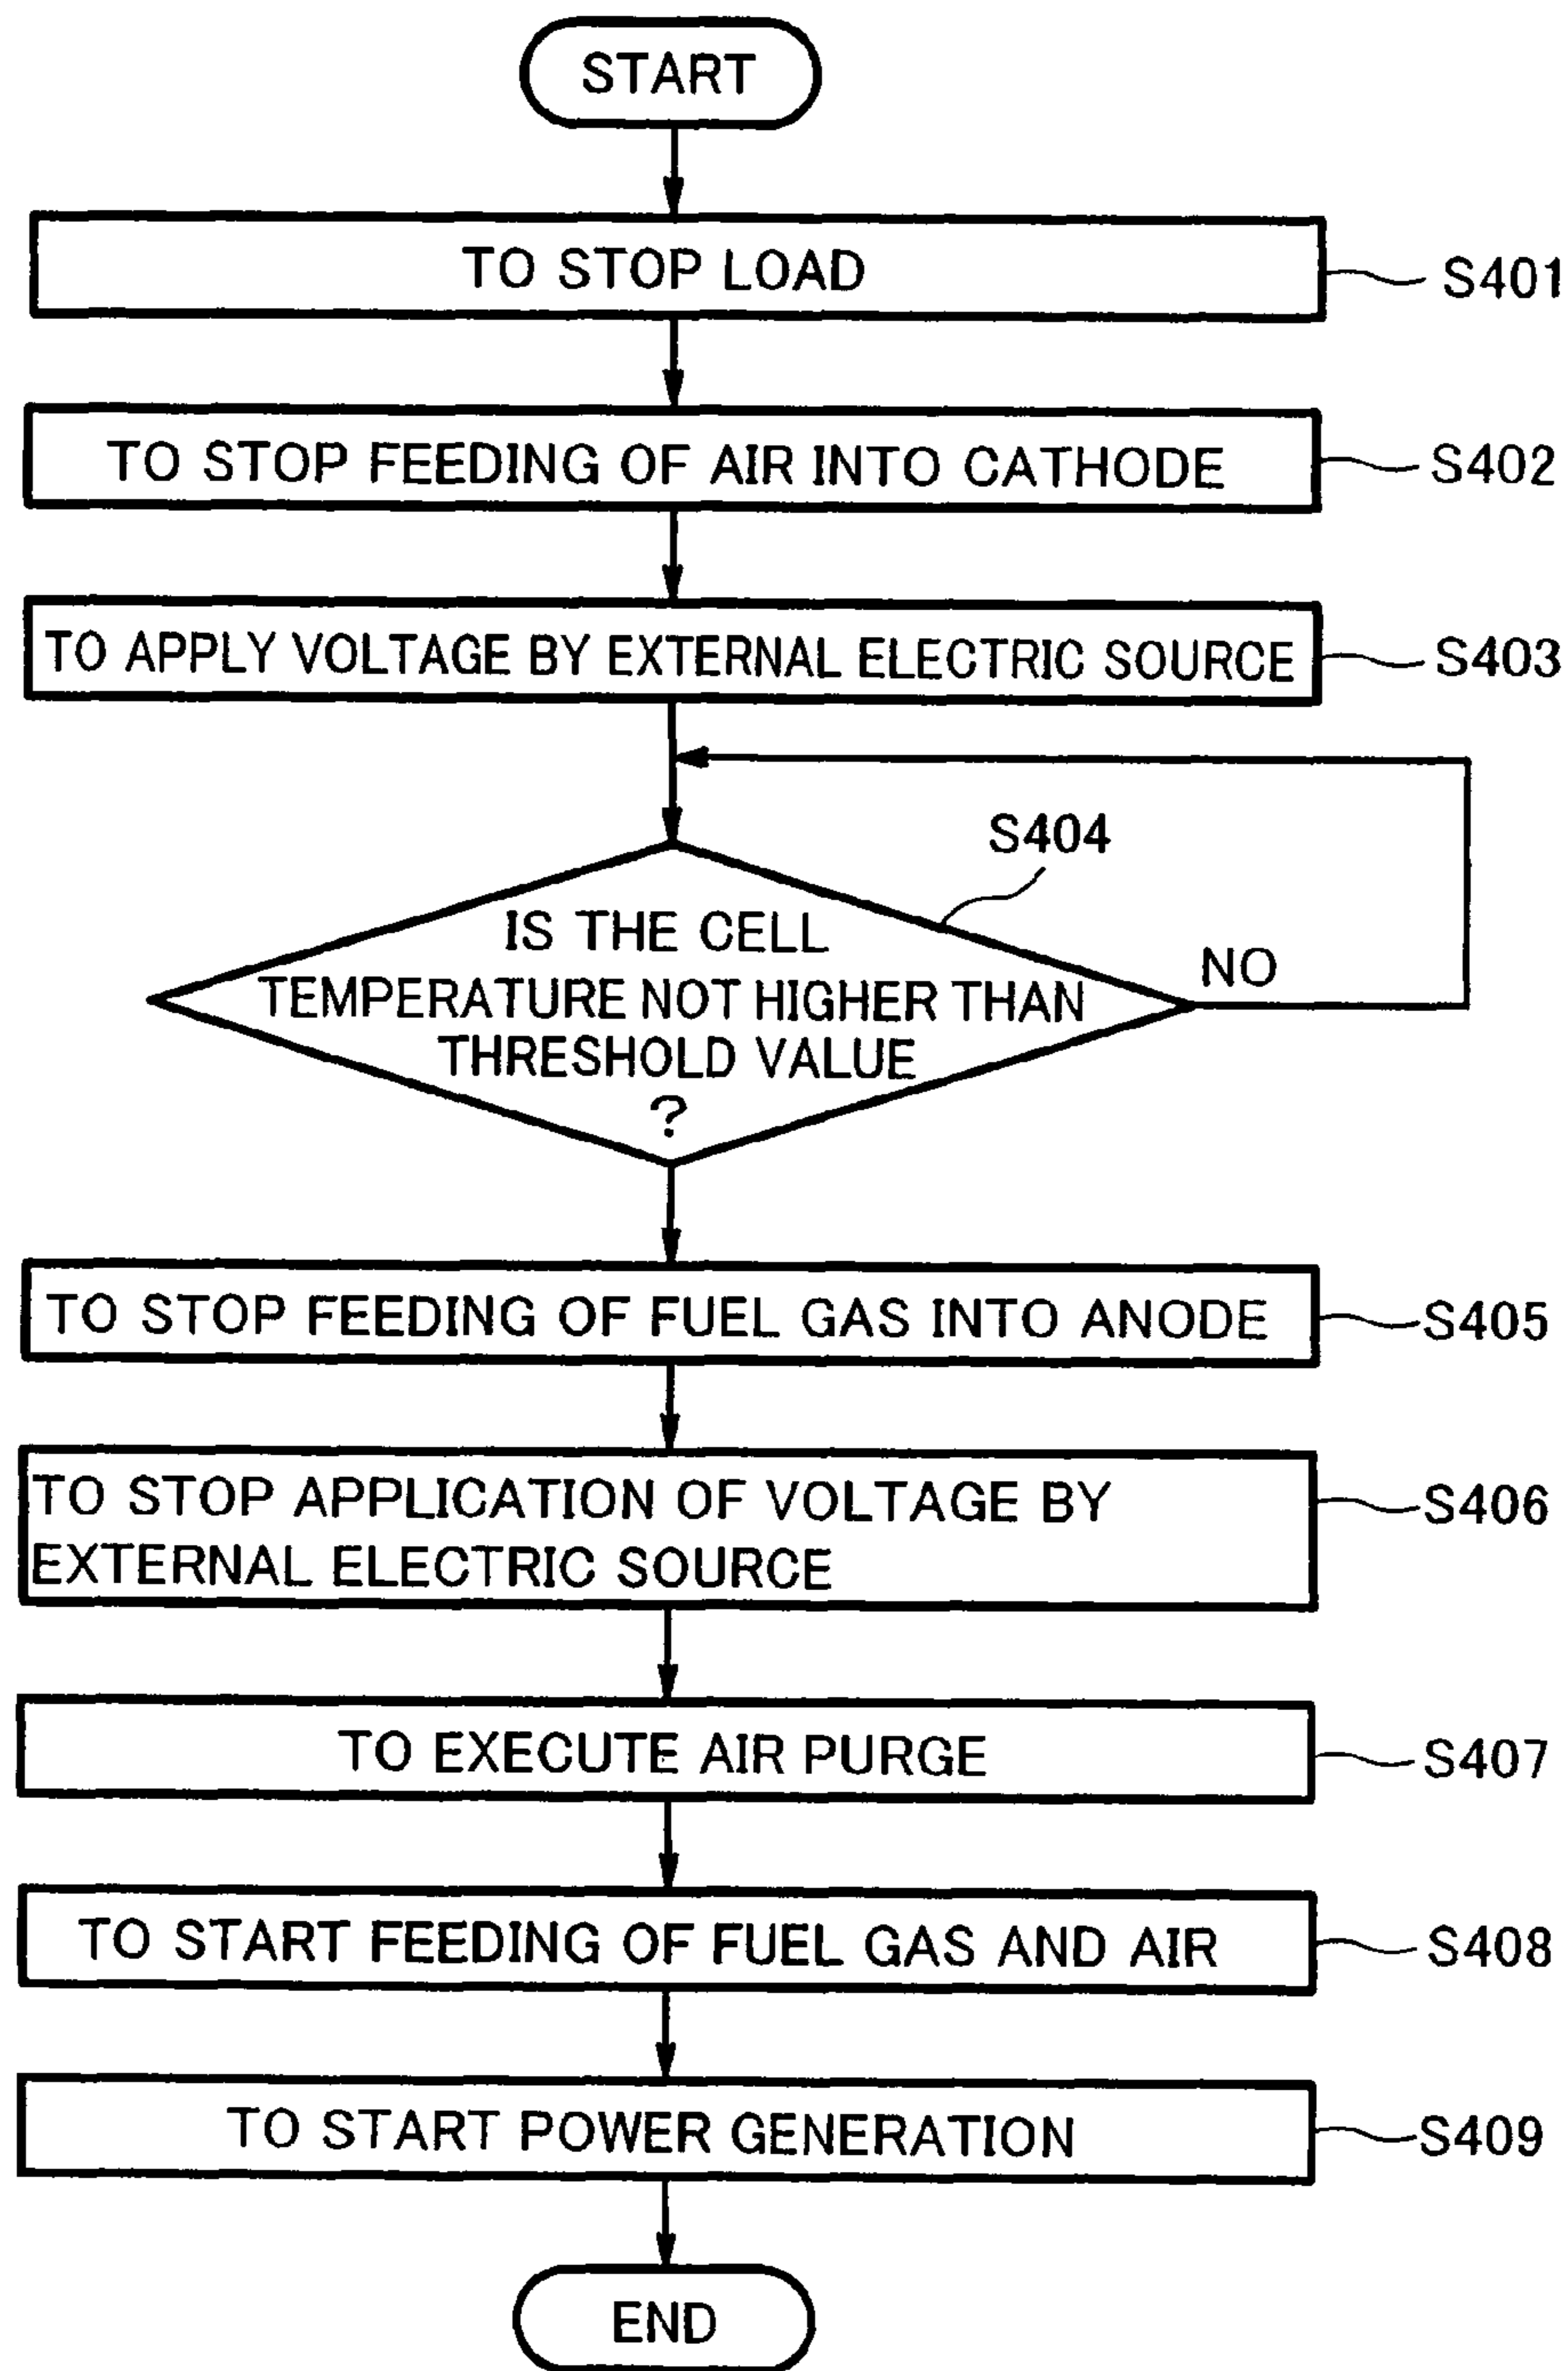 START
TO STOP LOAD
S401
TO STOP FEEDING OF AIR INTO CATHODE
S402
TO APPLY VOLTAGE BY EXTERNAL ELECTRIC SOURCE
S403
S404
IS THE CELL
TEMPERATURE NOT HIGHER THAN
THRESHOLD VALUE
?
NO
TO STOP FEEDING OF FUEL GAS INTO ANODE
S405
TO STOP APPLICATION OF VOLTAGE BY
EXTERNAL ELECTRIC SOURCE
S406
TO EXECUTE AIR PURGE
S407
TO START FEEDING OF FUEL GAS AND AIR
S408
TO START POWER GENERATION
S409
END